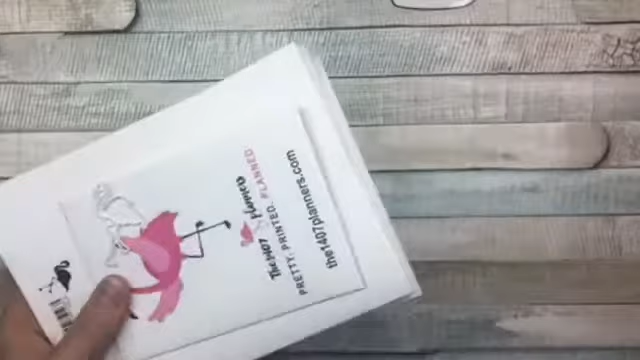 The1407 Planners
PRETTY. PRINTED. PLANNED.
the1407planners.com